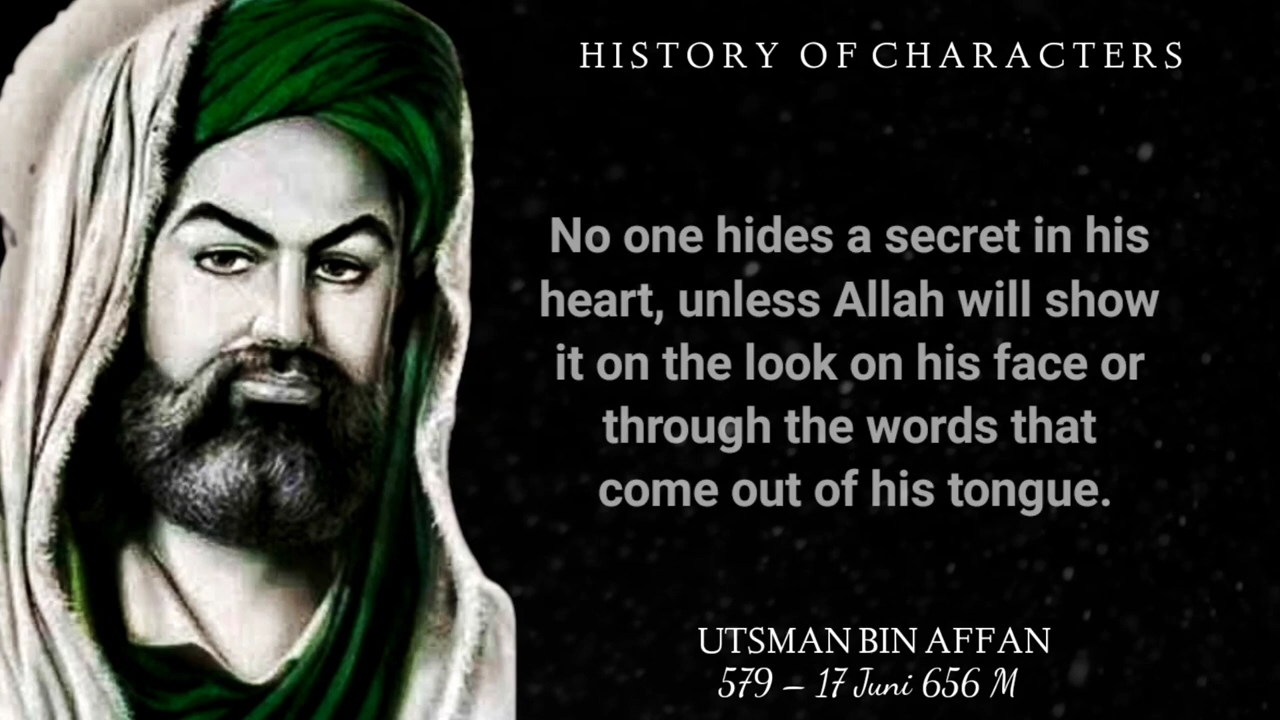 HISTORY OF CHARACTERS
No one hides a secret in his
heart, unless Allah will show
it on the look on his face or
through the words that
come out of his tongue.
UTSMAN BIN AFFAN
579 – 17 Juni 656 M